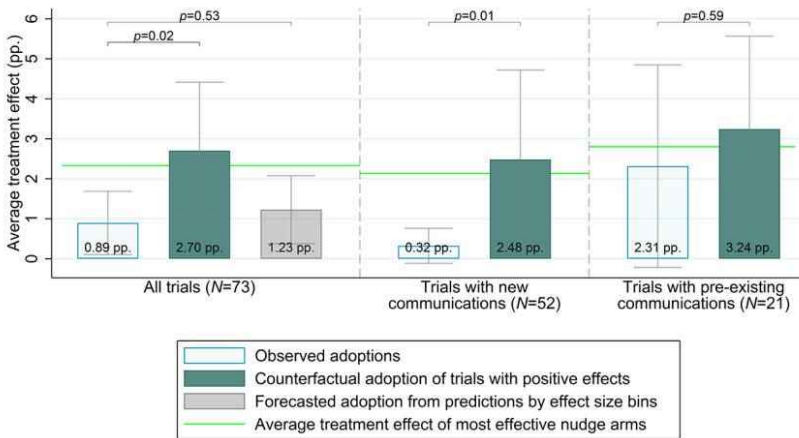 p=0.53
p=0.02
p=0.01
p=0.59
Average treatment effect (pp.)
6
5
4
3
2
1
0
0.89 pp.
2.70 pp.
1.23 pp.
0.32 pp.
2.48 pp.
2.31 pp.
3.24 pp.
All trials (N=73)
Trials with new
communications (N=52)
Trials with pre-existing
communications (N=21)
Observed adoptions
Counterfactual adoption of trials with positive effects
Forecasted adoption from predictions by effect size bins
Average treatment effect of most effective nudge arms